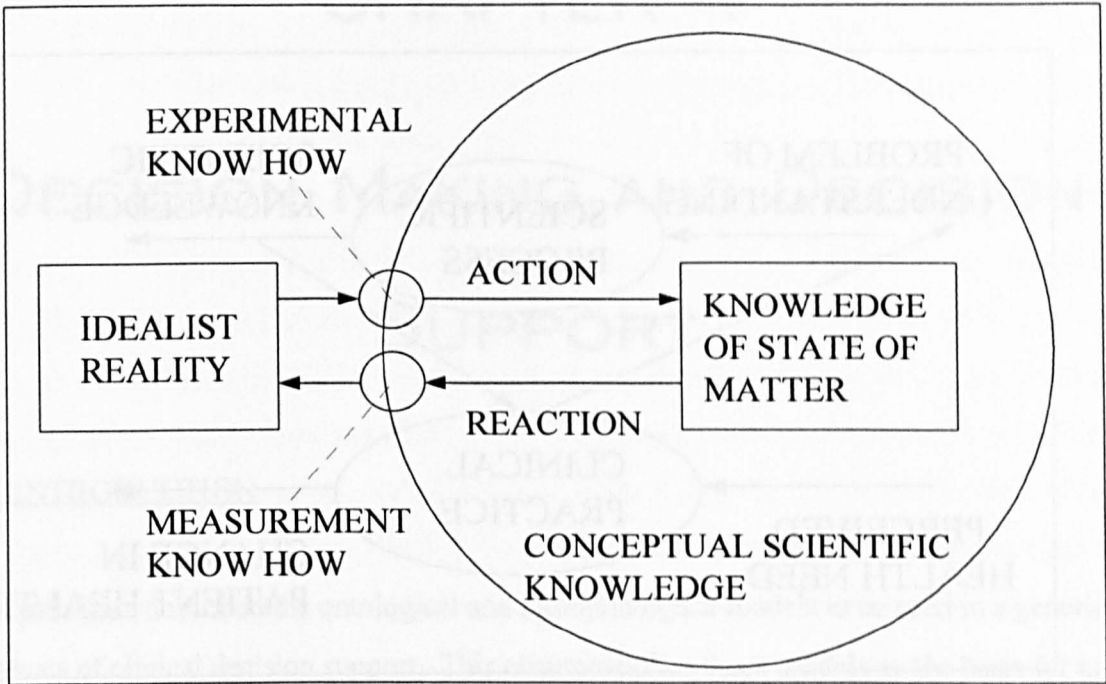 EXPERIMENTAL
KNOW HOW
IDEALIST
REALITY
ACTION
KNOWLEDGE
OF STATE OF
MATTER
REACTION
MEASUREMENT
KNOW HOW
CONCEPTUAL SCIENTIFIC
KNOWLEDGE